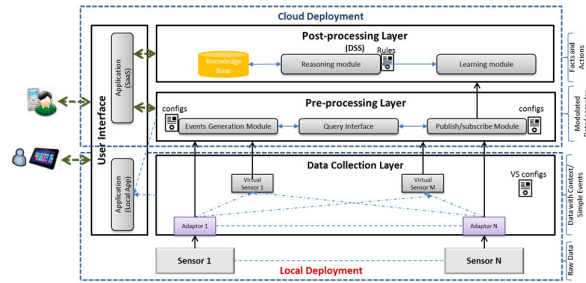 Cloud Deployment
Post-processing Layer
(DSS)
Rules
Knowledge
Base
Reasoning module
Learning module
Facts and
Actions
Application
(SaaS)
User Interface
Pre-processing Layer
configs
configs
Events Generation Module
Query Interface
Publish/subscribe Module
Modulated
Application
(Local App)
Data Collection Layer
Virtual
Sensor 1
Virtual
Sensor M
VS configs
Adaptor 1
Adaptor N
Data with Context/
Simple Events
Sensor 1
Sensor N
Raw Data
Local Deployment